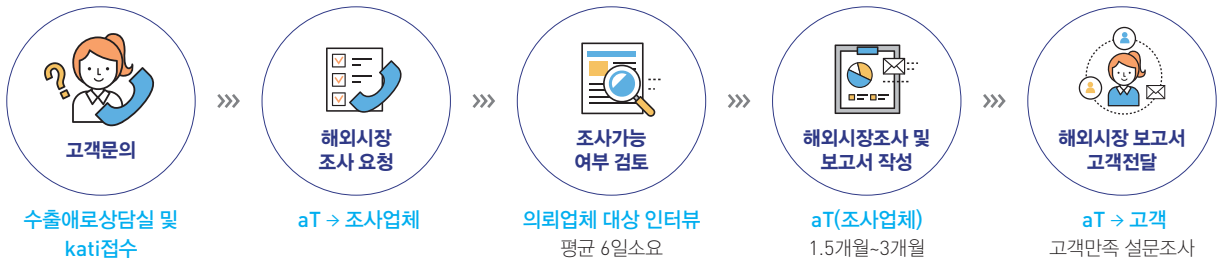 고객문의
수출애로상담실 및
kati접수
해외시장
조사 요청
aT → 조사업체
조사가능
여부 검토
의뢰업체 대상 인터뷰
평균 6일소요
해외시장조사 및
보고서 작성
aT(조사업체)
1.5개월~3개월
해외시장 보고서
고객전달
aT → 고객
고객만족 설문조사